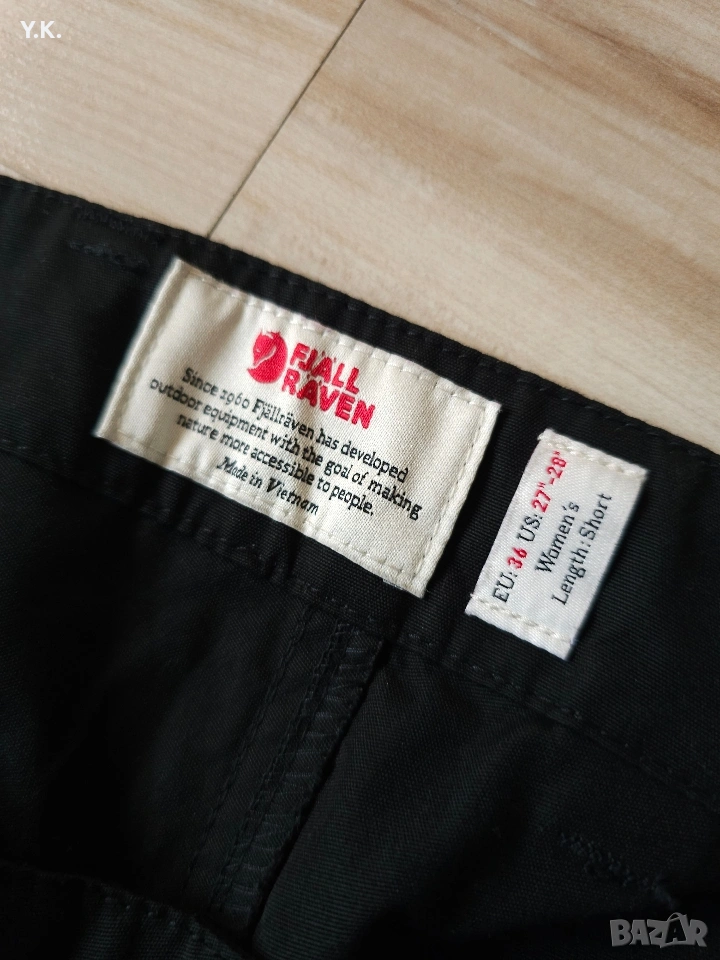 Y.K.
FJÄLL
RÄVEN
Since 1960 Fjällräven has developed
outdoor equipment with the goal of making
nature more accessible to people.
Made in Vietnam
EU: 36 US: 27"-28"
Women's
Length: Short
BAZAR